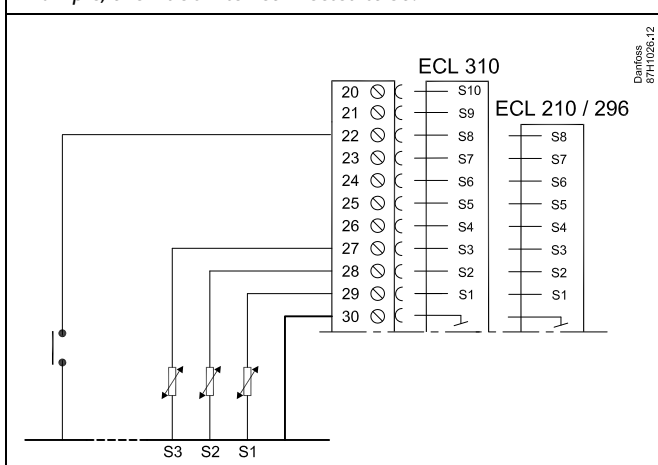 Danfoss
87H1026.12
ECL 310
ECL 210 / 296
20 S10
21 S9
22 S8 S8
23 S7 S7
24 S6 S6
25 S5 S5
26 S4 S4
27 S3 S3
28 S2 S2
29 S1 S1
30
S3 S2 S1